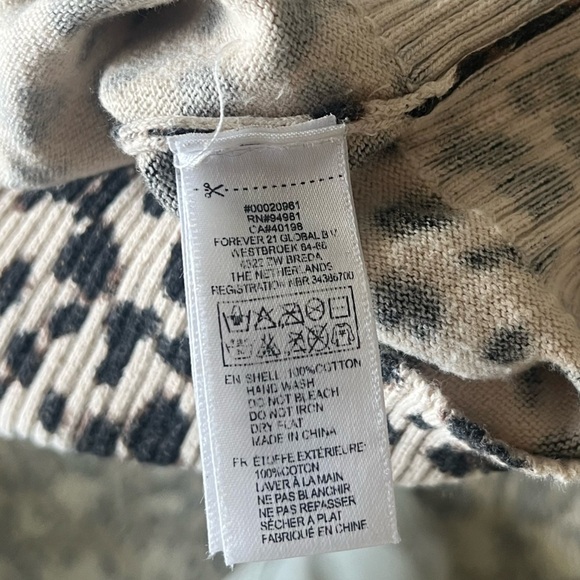 #00020981
RN#94981
CA#40198
FOREVER 21 GLOBAL B.V.
WESTBROEK 64-66
4822 ZW BREDA
THE NETHERLANDS
REGISTRATION NBR 34386700
EN SHELL: 100%COTTON
HAND WASH
DO NOT BLEACH
DO NOT IRON
DRY FLAT
MADE IN CHINA
FR ÉTOFFE EXTÉRIEURE:
100%COTON
LAVER À LA MAIN
NE PAS BLANCHIR
NE PAS REPASSER
SÉCHER À PLAT
FABRIQUÉ EN CHINE